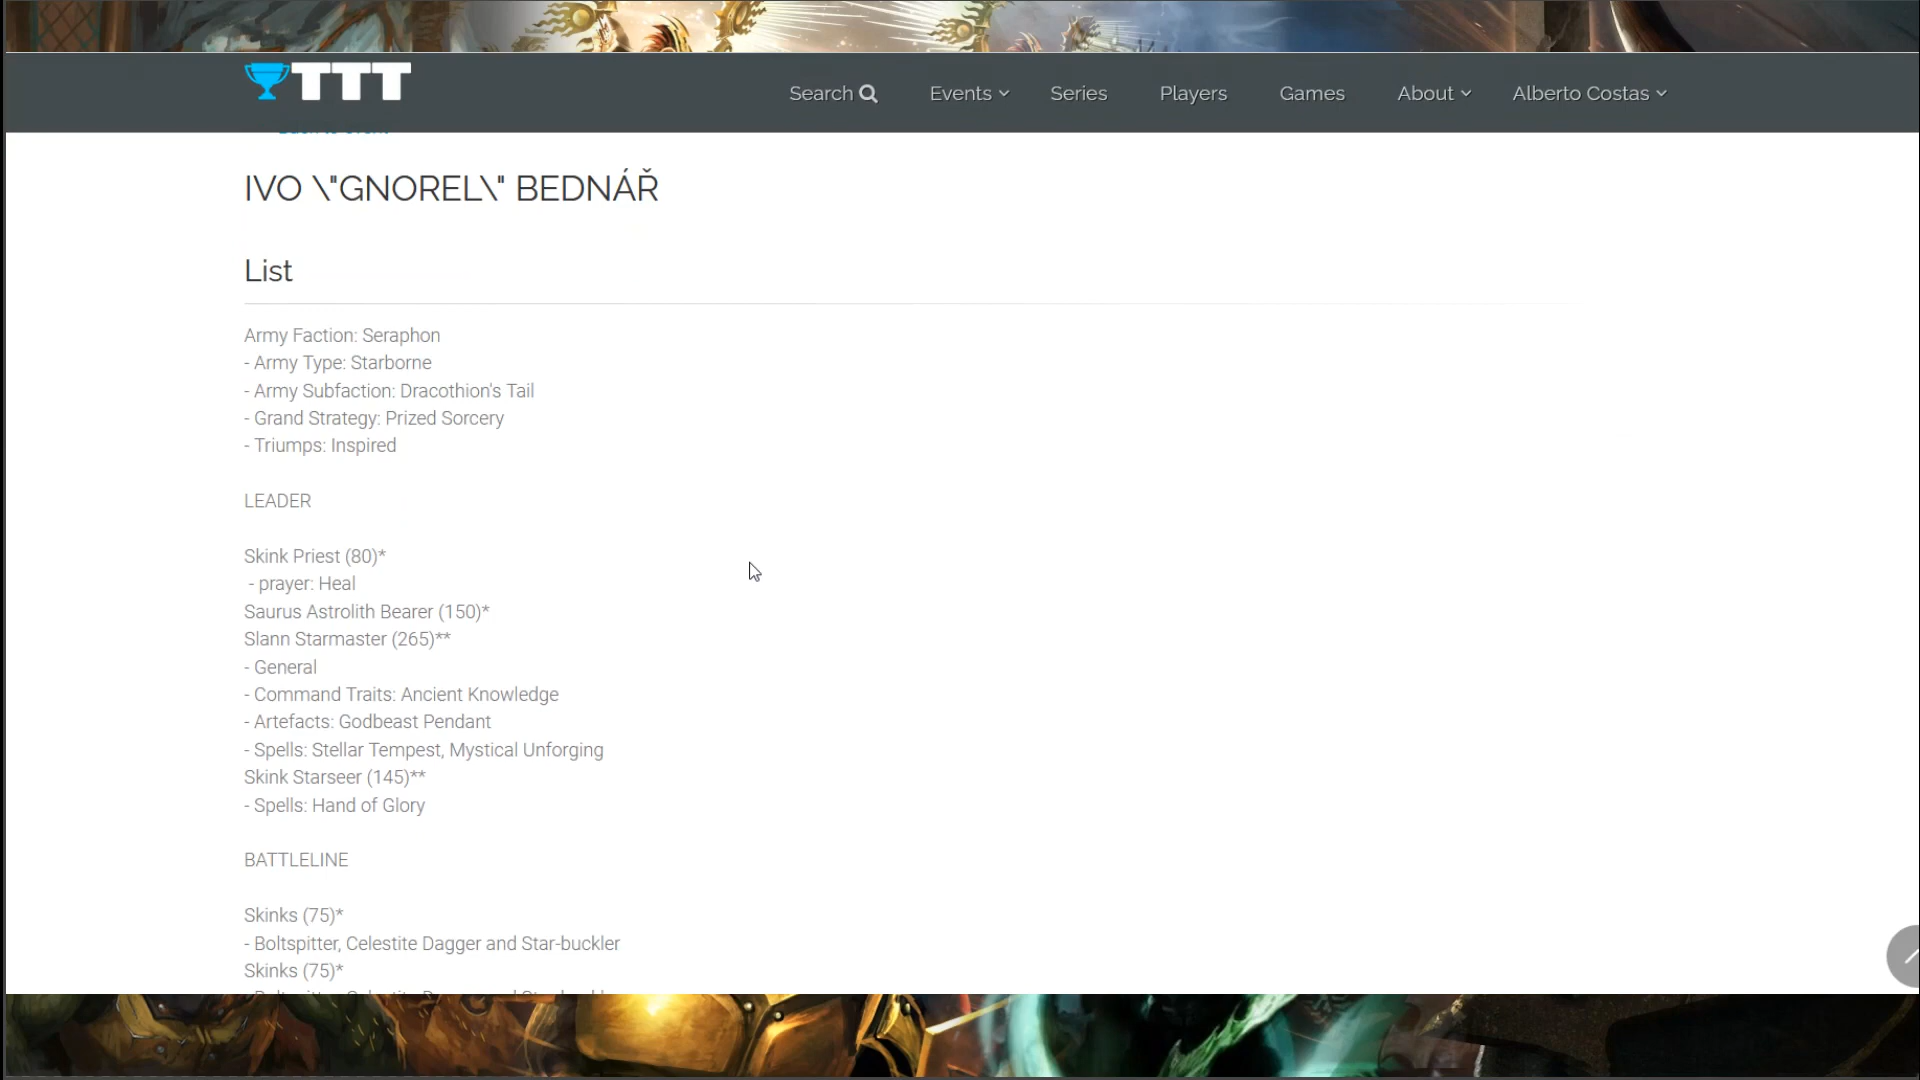 TTT
Search
Events
Series
Players
Games
About
Alberto Costas
IVO \"GNOREL\" BEDNÁŘ
List
Army Faction: Seraphon
- Army Type: Starborne
- Army Subfaction: Dracothion's Tail
- Grand Strategy: Prized Sorcery
- Triumps: Inspired
LEADER
Skink Priest (80)*
- prayer: Heal
Saurus Astrolith Bearer (150)*
Slann Starmaster (265)**
- General
- Command Traits: Ancient Knowledge
- Artefacts: Godbeast Pendant
- Spells: Stellar Tempest, Mystical Unforging
Skink Starseer (145)**
- Spells: Hand of Glory
BATTLELINE
Skinks (75)*
- Boltspitter, Celestite Dagger and Star-buckler
Skinks (75)*